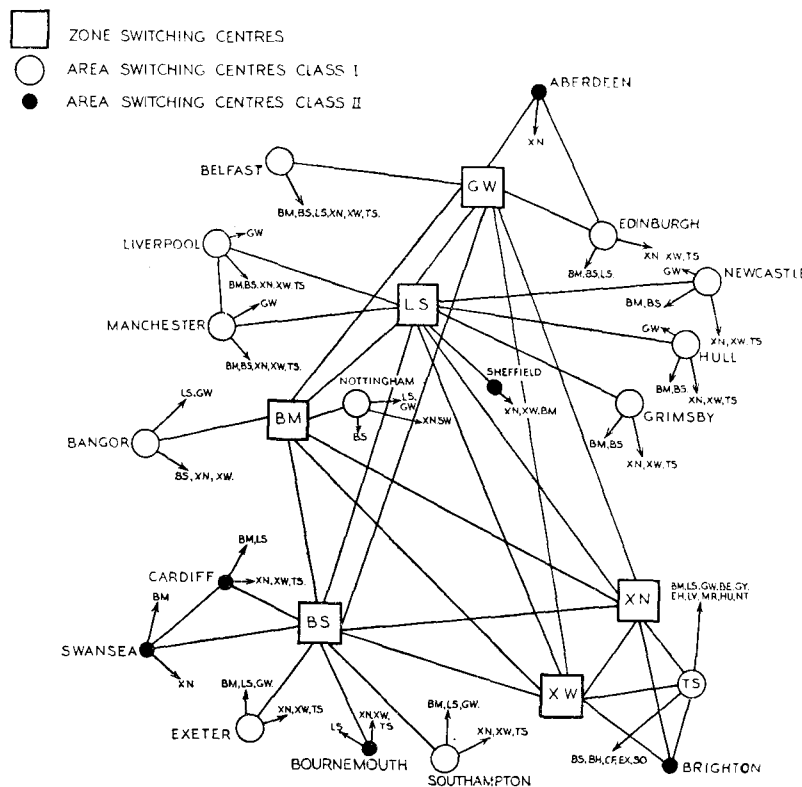 ZONE SWITCHING CENTRES
AREA SWITCHING CENTRES CLASS I
AREA SWITCHING CENTRES CLASS II
ABERDEEN
XN
BELFAST
GW
BM,BS,LS,XN,XW,TS.
EDINBURGH
XN, XW,TS
BM,BS,LS.
LIVERPOOL
GW
BM,BS,XN,XW,TS
NEWCASTLE
GW
BM,BS
XN, XW,TS
LS
MANCHESTER
GW
BM,BS,XN,XW,TS.
HULL
GW
BM,BS.
XN, XW,TS
SHEFFIELD
XN,XW,BM
NOTTINGHAM
LS,
GW
XN,SW
BS
GRIMSBY
BM,BS
XN, XW,TS
BM
LS,GW
BANGOR
BS, XN, XW.
BM,LS
CARDIFF
XN,XW,TS.
BM
SWANSEA
XN
BS
XN
BM,LS,GW,BE,GY,
EH,LV,MR,HU,NT
TS
XW
BM,LS,GW.
XN,XW,TS
EXETER
XN,XW,
TS
LS
BOURNEMOUTH
BM,LS,GW.
XN,XW,TS
SOUTHAMPTON
BS, BH, CF, EX, SO
BRIGHTON